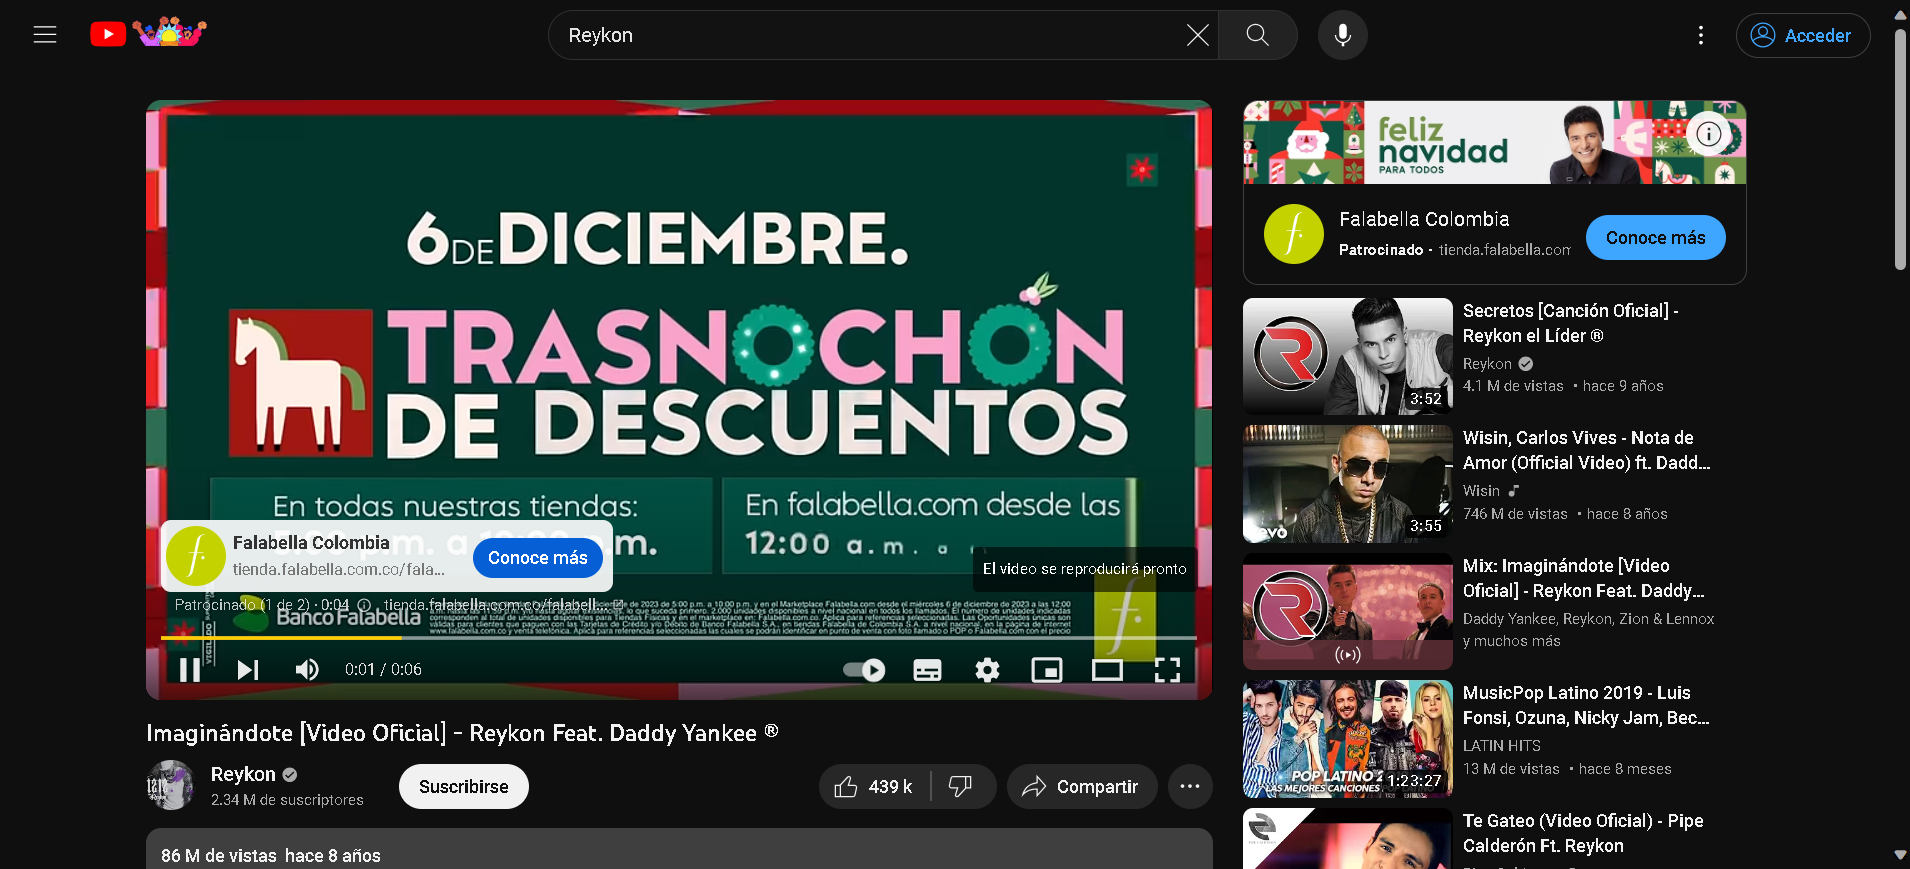 Reykon
Acceder
6 DE DICIEMBRE.
TRASNOCHON
DE DESCUENTOS
En todas nuestras tiendas:
En falabella.com desde las
12:00 a.m.
Falabella Colombia
tienda.falabella.com.co/fala...
Conoce más
El video se reproducirá pronto
Patrocinado (1 de 2) · 0:04
tienda.falabella.com.co/falabell...
Banco Falabella
VIGILADO
0:01 / 0:06
Imaginándote [Video Oficial] - Reykon Feat. Daddy Yankee ®
Reykon
2.34 M de suscriptores
Suscribirse
439 k
Compartir
86 M de vistas hace 8 años
feliz
navidad
PARA TODOS
Falabella Colombia
Patrocinado · tienda.falabella.com
Conoce más
Secretos [Canción Oficial] -
Reykon el Líder ®
Reykon
4.1 M de vistas • hace 9 años
3:52
Wisin, Carlos Vives - Nota de
Amor (Official Video) ft. Dadd...
Wisin
746 M de vistas • hace 8 años
3:55
Mix: Imaginándote [Video
Oficial] - Reykon Feat. Daddy...
Daddy Yankee, Reykon, Zion & Lennox
y muchos más
MusicPop Latino 2019 - Luis
Fonsi, Ozuna, Nicky Jam, Bec...
LATIN HITS
13 M de vistas • hace 8 meses
POP LATINO 2
LAS MEJORES CANCIONES
1:23:27
Te Gateo (Video Oficial) - Pipe
Calderón Ft. Reykon